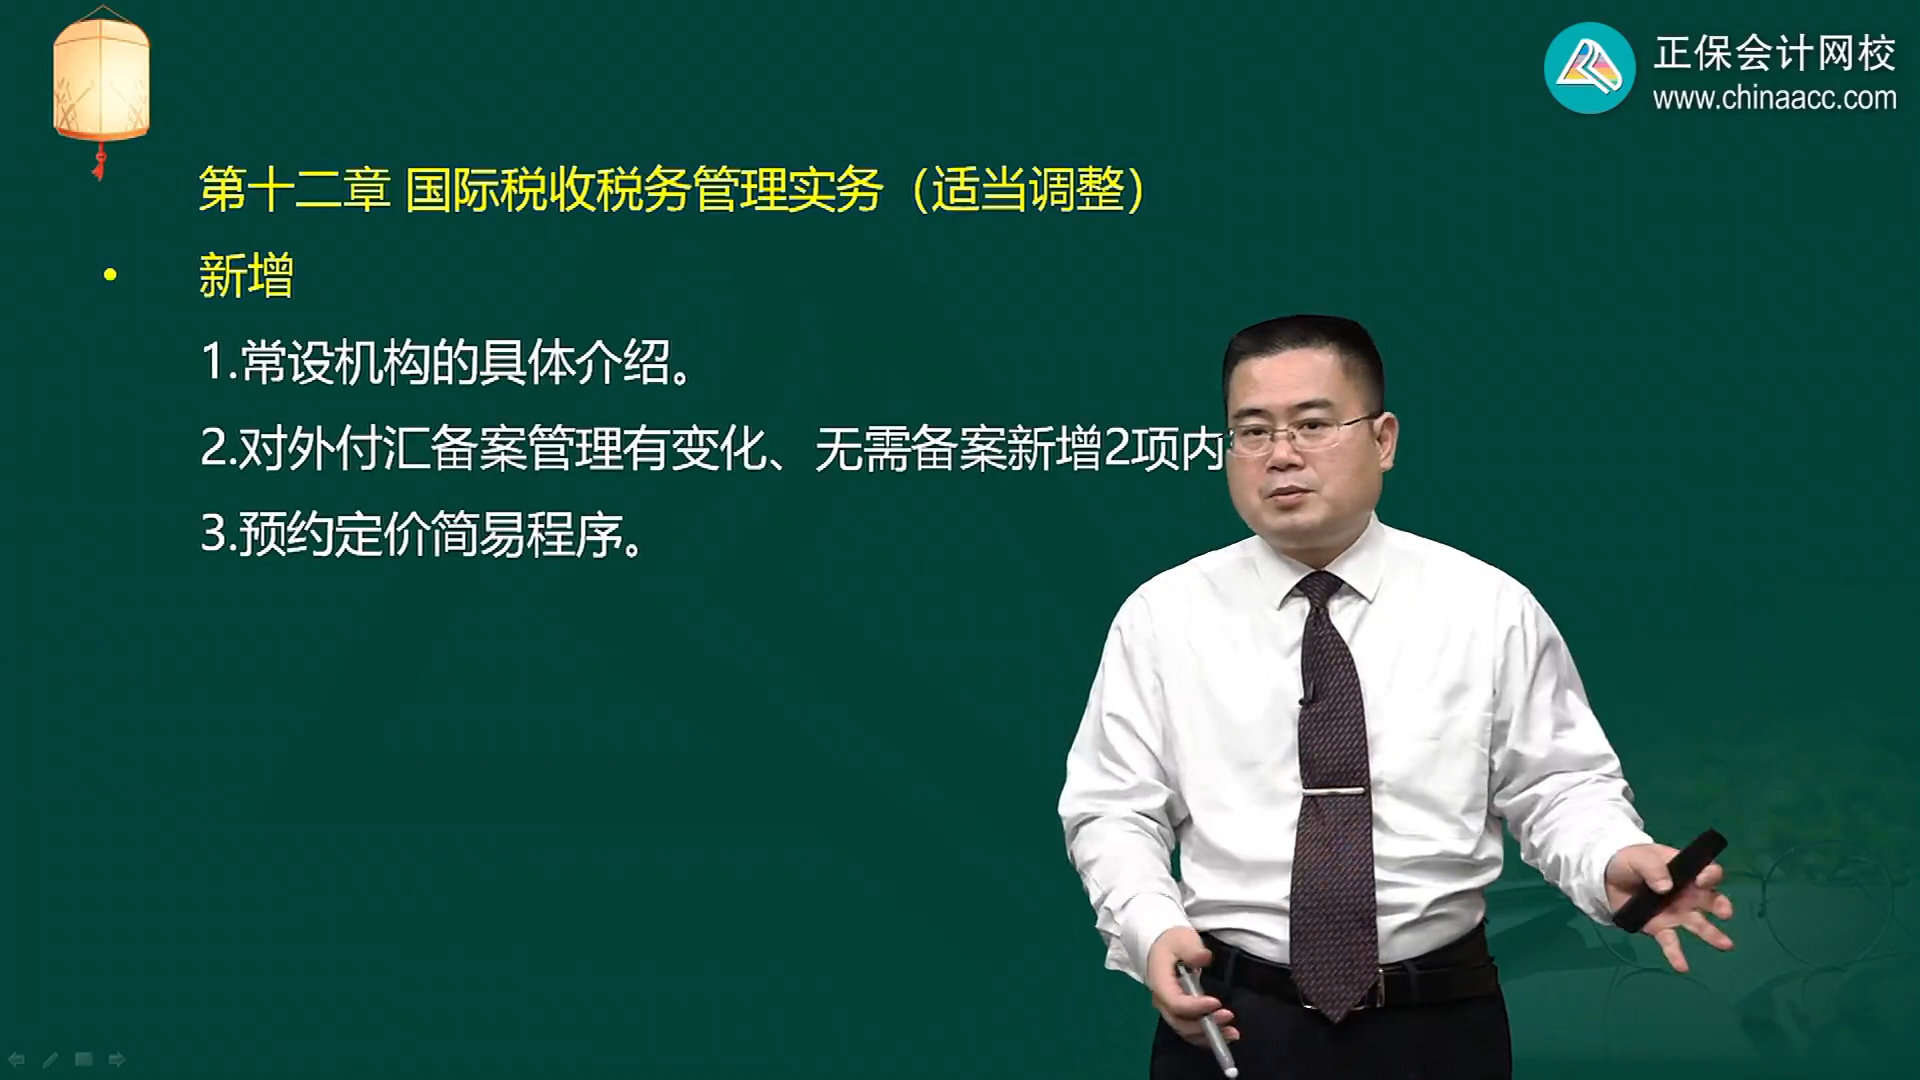 正保会计网校
www.chinaacc.com
第十二章 国际税收税务管理实务（适当调整）
• 新增
1.常设机构的具体介绍。
2.对外付汇备案管理有变化、无需备案新增2项内
3.预约定价简易程序。